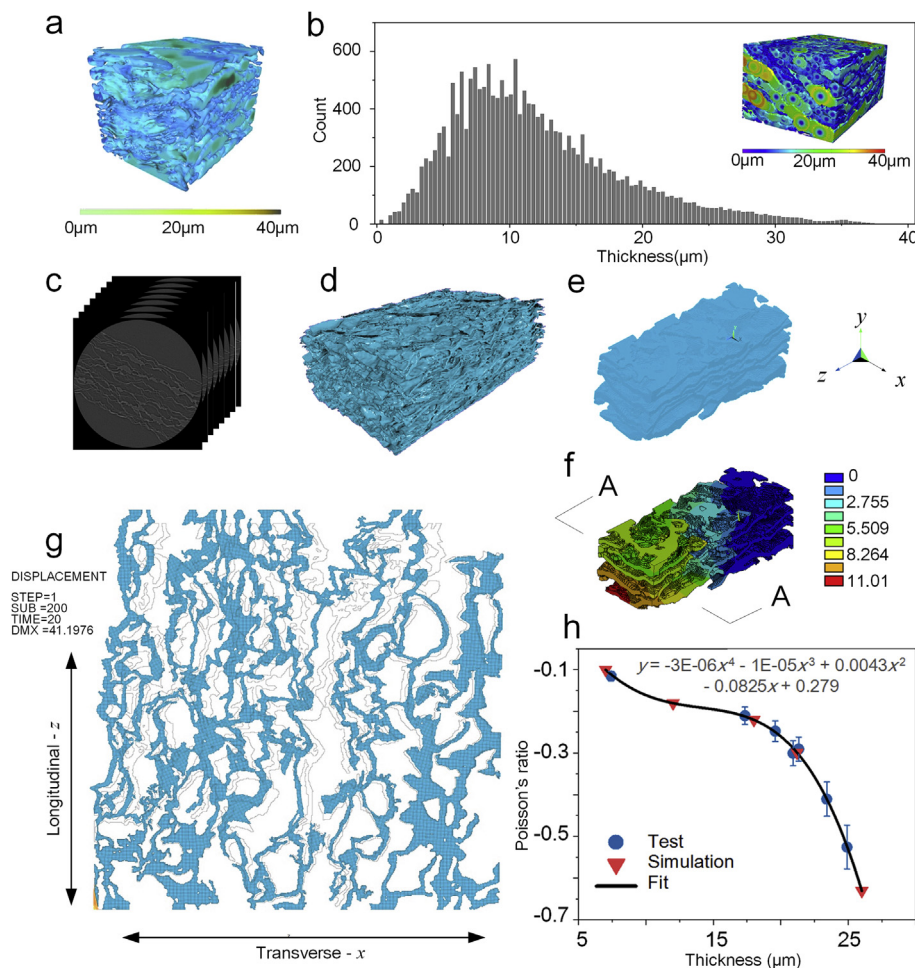 a
0µm 20µm 40µm
b
600
400
200
0
Count
0 10 20 30 40
Thickness(µm)
0µm 20µm 40µm
c
d
e
y
z
x
f
A
A
0
2.755
5.509
8.264
11.01
g
DISPLACEMENT
STEP=1
SUB =200
TIME=20
DMX =41.1976
Longitudinal - z
Transverse - x
h
y = -3E-06x⁴ - 1E-05x³ + 0.0043x²
- 0.0825x + 0.279
-0.1
-0.3
-0.5
-0.7
Poisson's ratio
Test
Simulation
Fit
5 15 25
Thickness (µm)